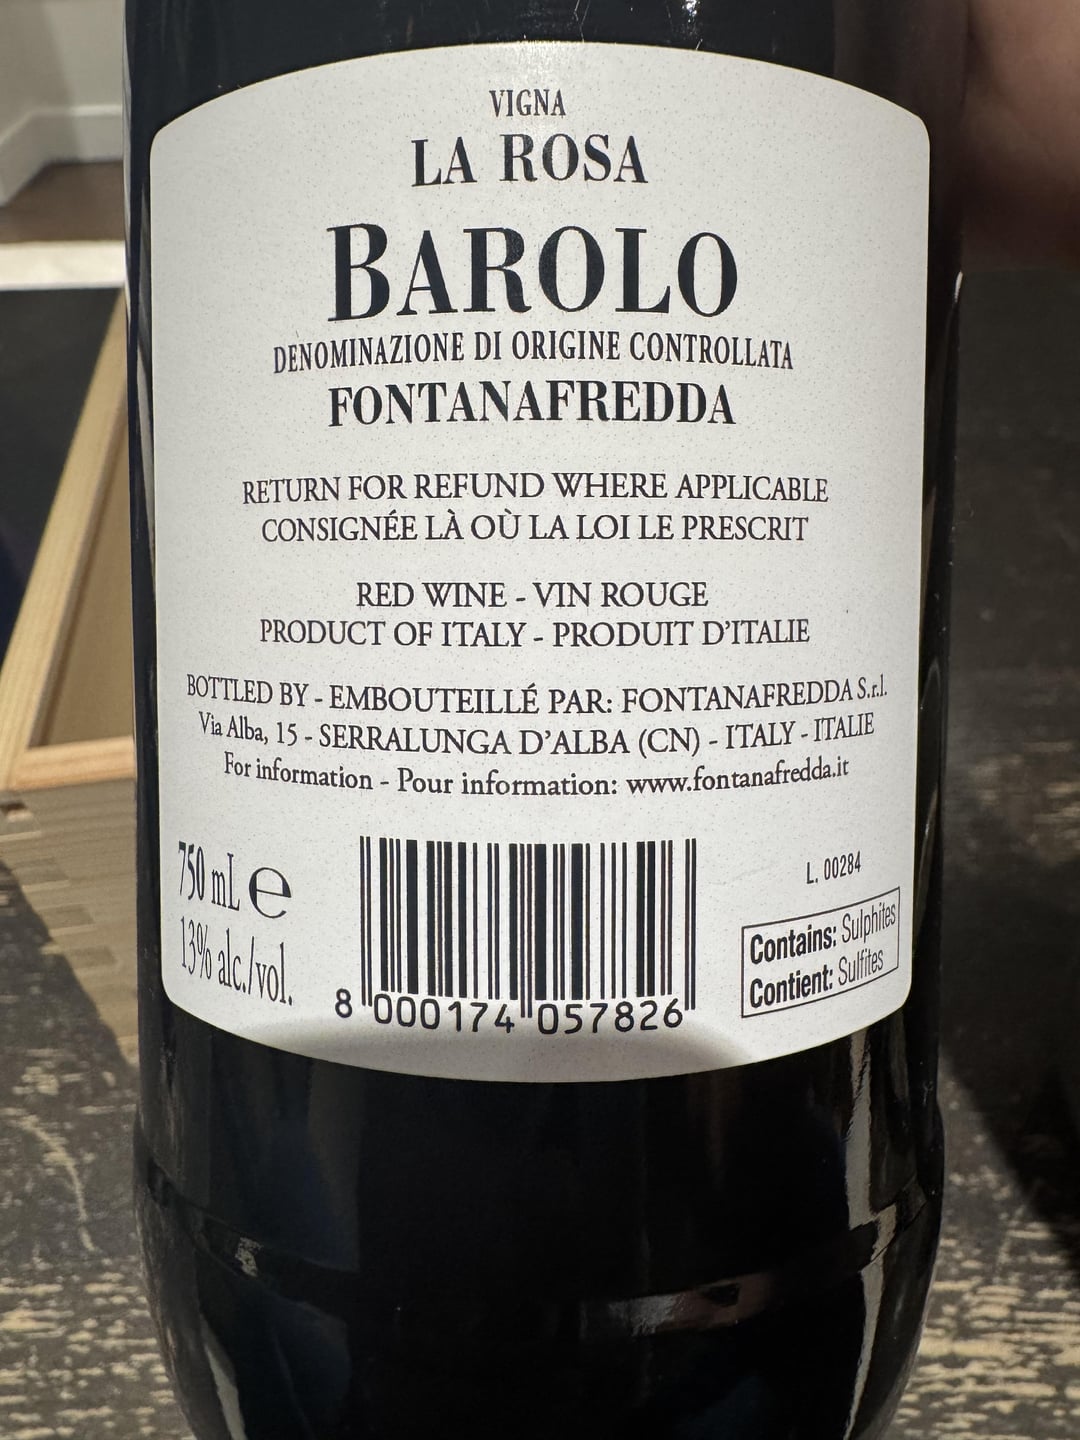 VIGNA
LA ROSA
BAROLO
DENOMINAZIONE DI ORIGINE CONTROLLATA
FONTANAFREDDA
RETURN FOR REFUND WHERE APPLICABLE
CONSIGNÉE LÀ OÙ LA LOI LE PRESCRIT
RED WINE - VIN ROUGE
PRODUCT OF ITALY - PRODUIT D'ITALIE
BOTTLED BY - EMBOUTEILLÉ PAR: FONTANAFREDDA S.r.l.
Via Alba, 15 - SERRALUNGA D'ALBA (CN) - ITALY - ITALIE
For information - Pour information: www.fontanafredda.it
750 mL e
13% alc./vol.
8 000174 057826
L. 00284
Contains: Sulphites
Contient: Sulfites